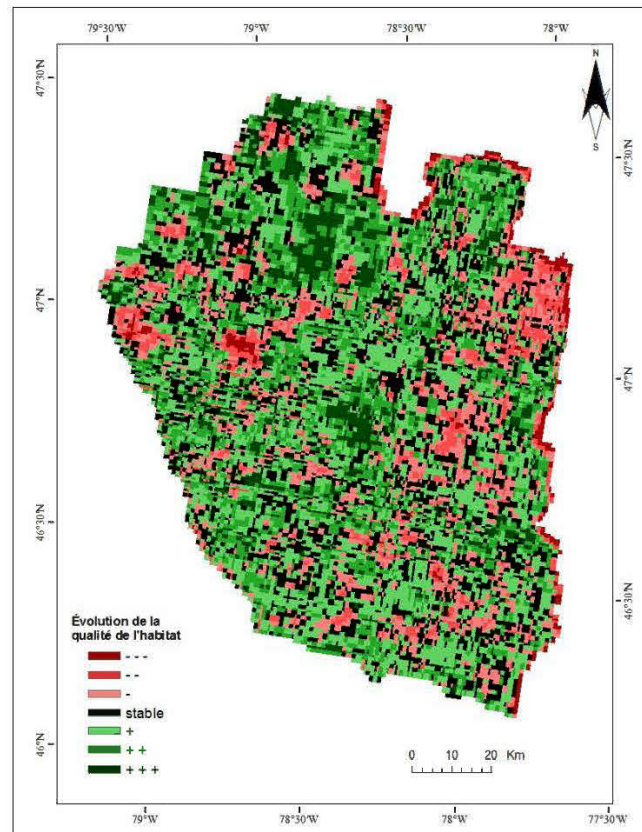 79°30'W 79°W 78°30'W 78°W
N
S
47°30'N
47°30'N
47°N
47°N
46°30'N
46°30'N
46°N
Évolution de la
qualité de l'habitat
- - -
- -
-
stable
+
+ +
+ + +
0 10 20 Km
79°W 78°30'W 78°W 77°30'W